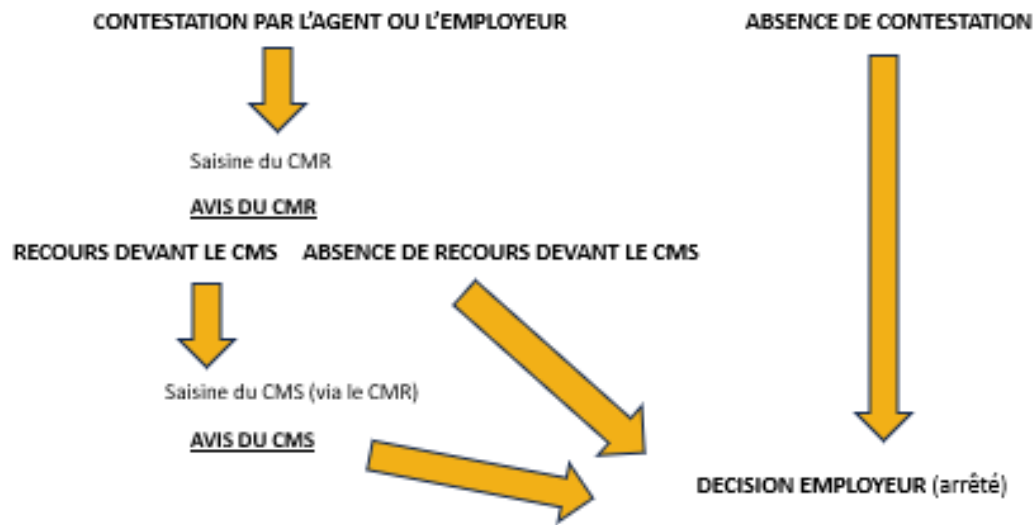 CONTESTATION PAR L'AGENT OU L'EMPLOYEUR
ABSENCE DE CONTESTATION
Saisine du CMR
AVIS DU CMR
RECOURS DEVANT LE CMS
ABSENCE DE RECOURS DEVANT LE CMS
Saisine du CMS (via le CMR)
AVIS DU CMS
DECISION EMPLOYEUR (arrêté)